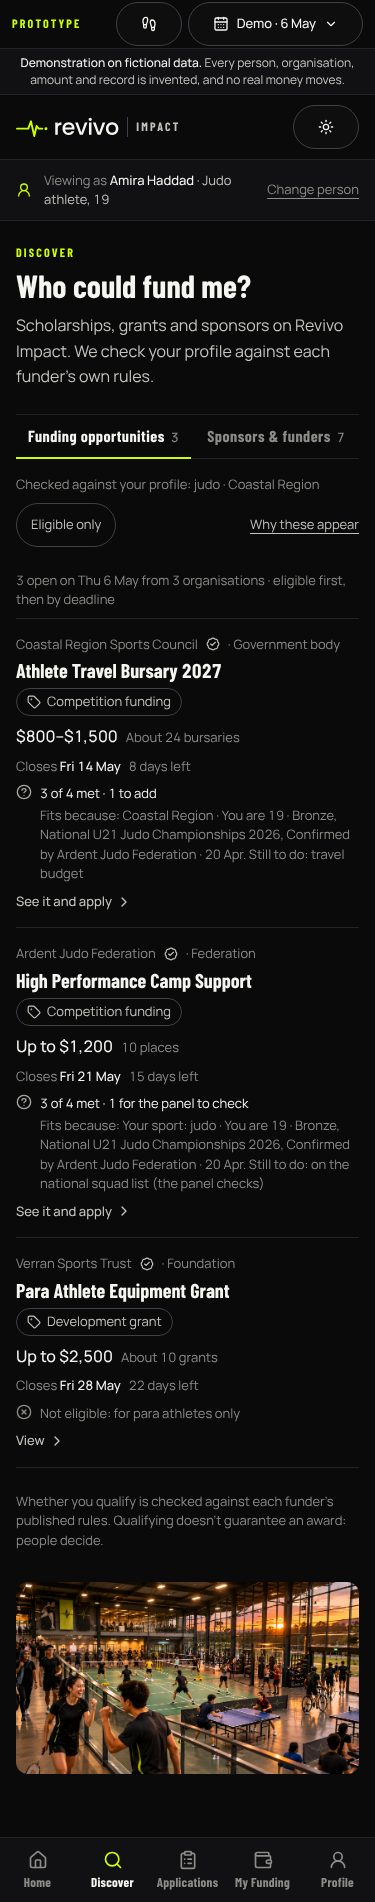 PROTOTYPE
Demo · 6 May
Demonstration on fictional data. Every person, organisation,
amount and record is invented, and no real money moves.
revivo
IMPACT
Viewing as Amira Haddad · Judo
athlete, 19
Change person
DISCOVER
Who could fund me?
Scholarships, grants and sponsors on Revivo
Impact. We check your profile against each
funder's own rules.
Funding opportunities 3
Sponsors & funders 7
Checked against your profile: judo · Coastal Region
Eligible only
Why these appear
3 open on Thu 6 May from 3 organisations · eligible first,
then by deadline
Coastal Region Sports Council · Government body
Athlete Travel Bursary 2027
Competition funding
$800–$1,500 About 24 bursaries
Closes Fri 14 May 8 days left
3 of 4 met · 1 to add
Fits because: Coastal Region · You are 19 · Bronze,
National U21 Judo Championships 2026, Confirmed
by Ardent Judo Federation · 20 Apr. Still to do: travel
budget
See it and apply
Ardent Judo Federation · Federation
High Performance Camp Support
Competition funding
Up to $1,200 10 places
Closes Fri 21 May 15 days left
3 of 4 met · 1 for the panel to check
Fits because: Your sport: judo · You are 19 · Bronze,
National U21 Judo Championships 2026, Confirmed
by Ardent Judo Federation · 20 Apr. Still to do: on the
national squad list (the panel checks)
See it and apply
Verran Sports Trust · Foundation
Para Athlete Equipment Grant
Development grant
Up to $2,500 About 10 grants
Closes Fri 28 May 22 days left
Not eligible: for para athletes only
View
Whether you qualify is checked against each funder's
published rules. Qualifying doesn't guarantee an award:
people decide.
Home
Discover
Applications
My Funding
Profile